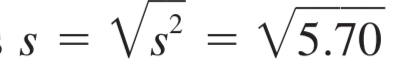 s = √s² = √5.70